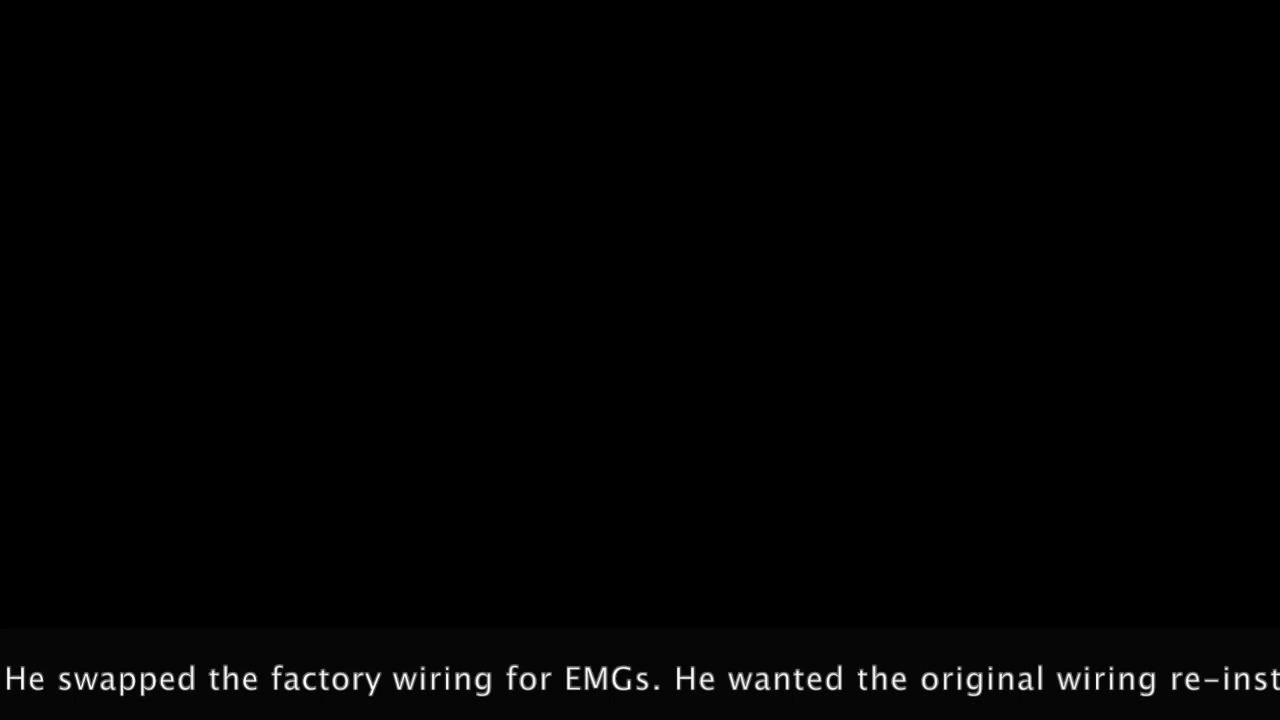 He swapped the factory wiring for EMGs. He wanted the original wiring re-inst